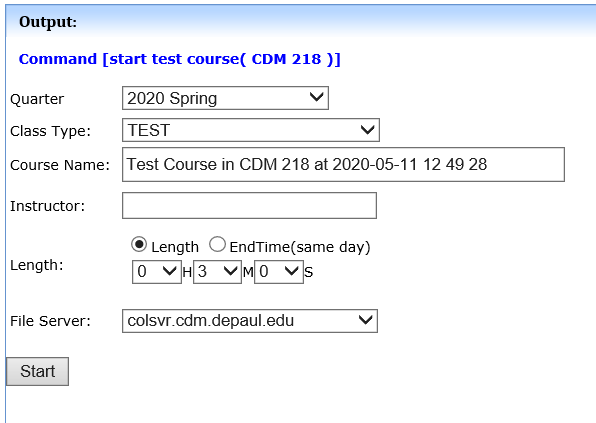 Output:
Command [start test course( CDM 218 )]
Quarter 2020 Spring
Class Type: TEST
Course Name: Test Course in CDM 218 at 2020-05-11 12 49 28
Instructor:
Length EndTime(same day)
Length: 0 H 3 M 0 S
File Server: colsvr.cdm.depaul.edu
Start